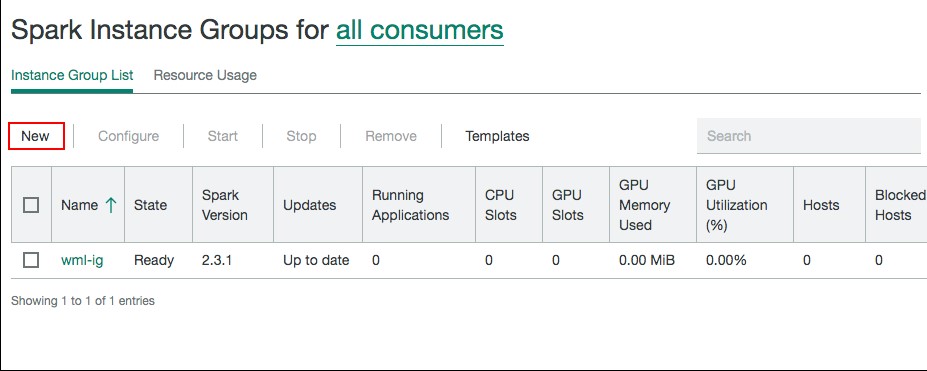 Spark Instance Groups for all consumers
Instance Group List Resource Usage
New Configure Start Stop Remove Templates Search
Name ↑ State Spark Version Updates Running Applications CPU Slots GPU Slots GPU Memory Used GPU Utilization (%) Hosts Blocked Hosts
wml-ig Ready 2.3.1 Up to date 0 0 0 0.00 MiB 0.00% 0 0
Showing 1 to 1 of 1 entries